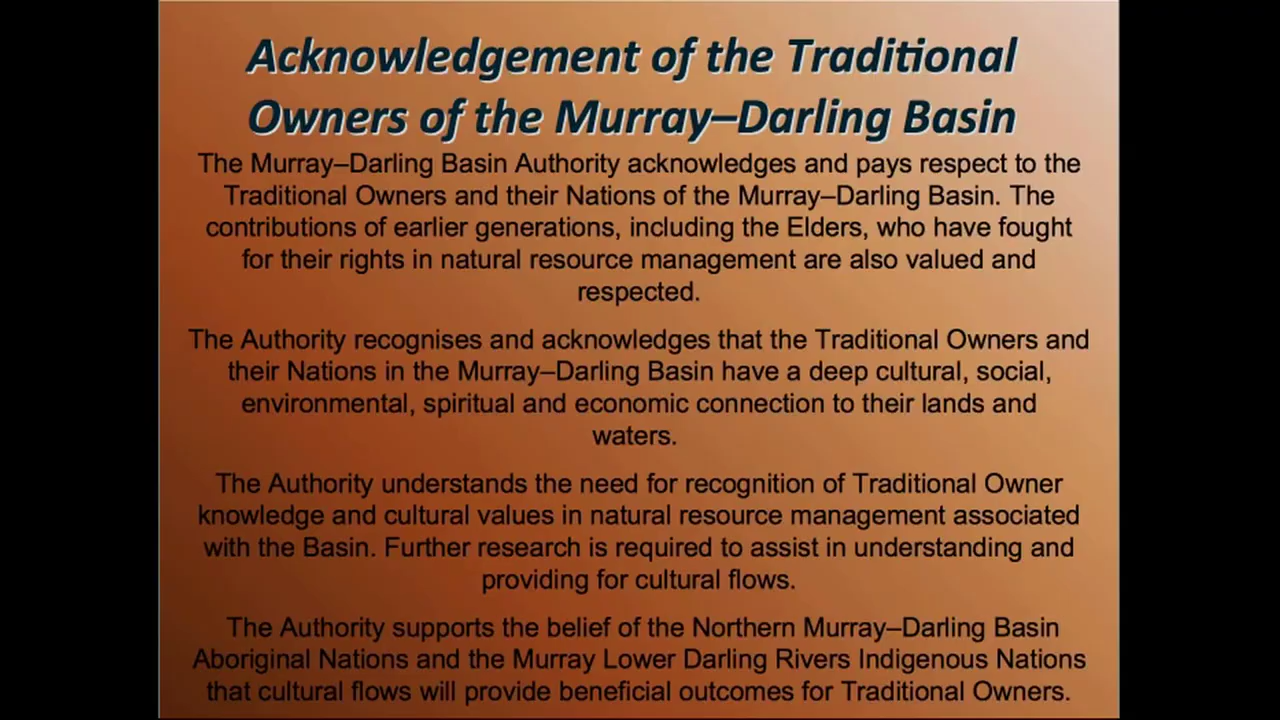 Acknowledgement of the Traditional
Owners of the Murray–Darling Basin
The Murray–Darling Basin Authority acknowledges and pays respect to the
Traditional Owners and their Nations of the Murray–Darling Basin. The
contributions of earlier generations, including the Elders, who have fought
for their rights in natural resource management are also valued and
respected.
The Authority recognises and acknowledges that the Traditional Owners and
their Nations in the Murray–Darling Basin have a deep cultural, social,
environmental, spiritual and economic connection to their lands and
waters.
The Authority understands the need for recognition of Traditional Owner
knowledge and cultural values in natural resource management associated
with the Basin. Further research is required to assist in understanding and
providing for cultural flows.
The Authority supports the belief of the Northern Murray–Darling Basin
Aboriginal Nations and the Murray Lower Darling Rivers Indigenous Nations
that cultural flows will provide beneficial outcomes for Traditional Owners.